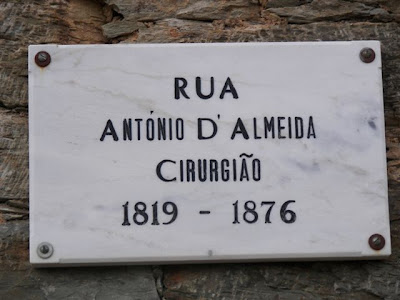 RUA
ANTÓNIO D'ALMEIDA
CIRURGIÃO
1819 - 1876